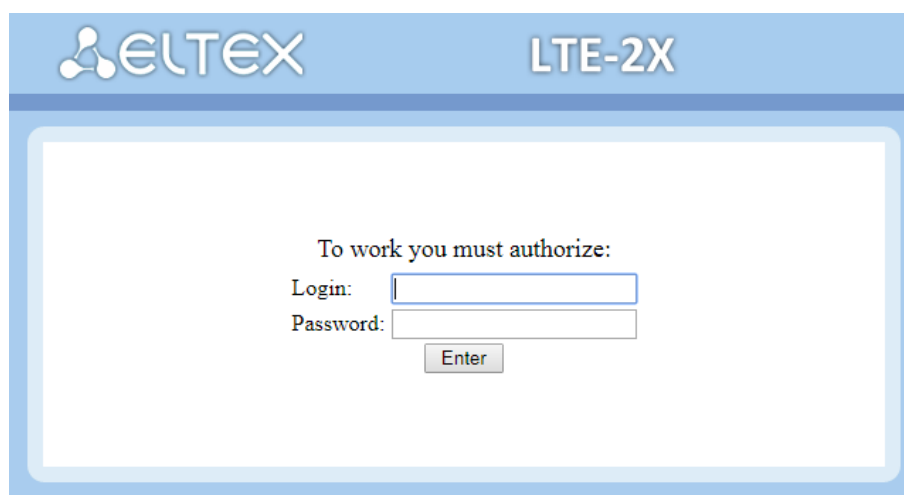 ELTEX LTE-2X
To work you must authorize:
Login:
Password:
Enter